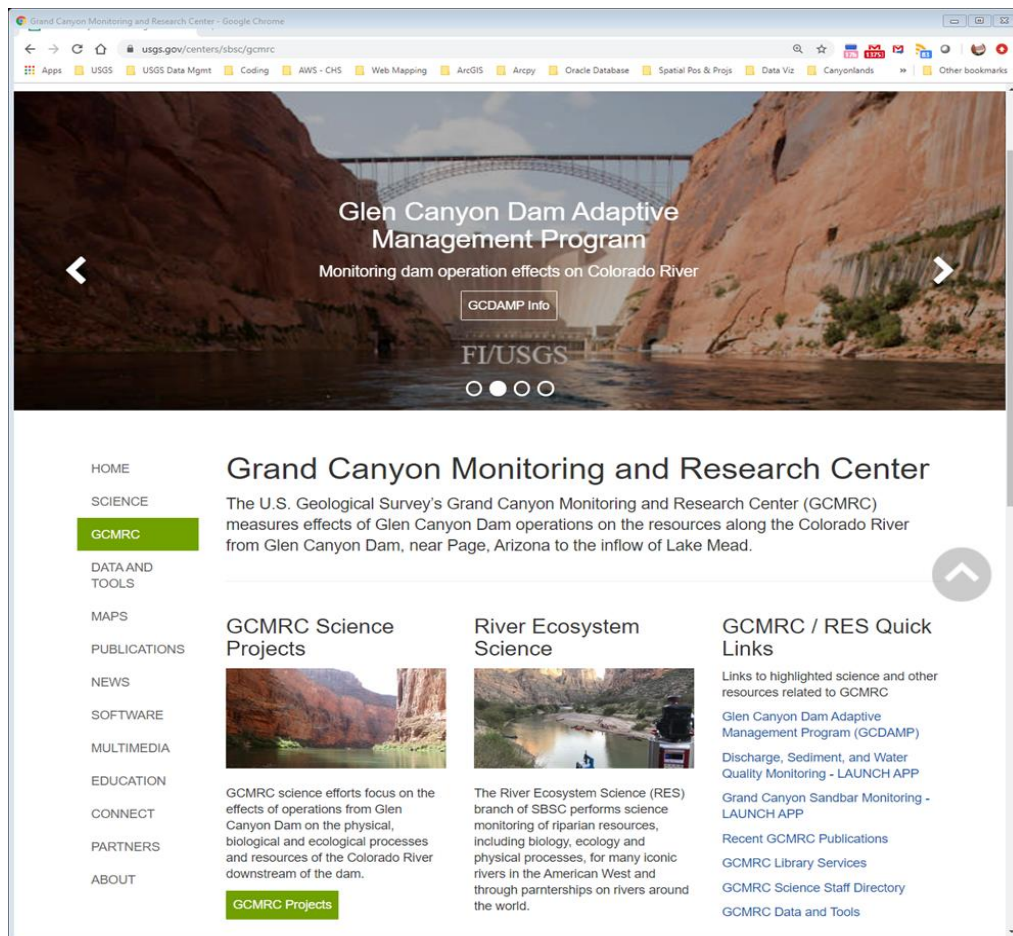 Grand Canyon Monitoring and Research Center - Google Chrome
usgs.gov/centers/sbsc/gcmrc
Apps USGS USGS Data Mgmt Coding AWS - CHS Web Mapping ArcGIS Arcpy Oracle Database Spatial Pos & Projs Data Viz Canyonlands » Other bookmarks
Glen Canyon Dam Adaptive
Management Program
Monitoring dam operation effects on Colorado River
GCDAMP Info
FI/USGS
HOME
SCIENCE
GCMRC
DATA AND
TOOLS
MAPS
PUBLICATIONS
NEWS
SOFTWARE
MULTIMEDIA
EDUCATION
CONNECT
PARTNERS
ABOUT
Grand Canyon Monitoring and Research Center
The U.S. Geological Survey's Grand Canyon Monitoring and Research Center (GCMRC)
measures effects of Glen Canyon Dam operations on the resources along the Colorado River
from Glen Canyon Dam, near Page, Arizona to the inflow of Lake Mead.
GCMRC Science
Projects
GCMRC science efforts focus on the
effects of operations from Glen
Canyon Dam on the physical,
biological and ecological processes
and resources of the Colorado River
downstream of the dam.
GCMRC Projects
River Ecosystem
Science
The River Ecosystem Science (RES)
branch of SBSC performs science
monitoring of riparian resources,
including biology, ecology and
physical processes, for many iconic
rivers in the American West and
through parnterships on rivers around
the world.
GCMRC / RES Quick
Links
Links to highlighted science and other
resources related to GCMRC
Glen Canyon Dam Adaptive
Management Program (GCDAMP)
Discharge, Sediment, and Water
Quality Monitoring - LAUNCH APP
Grand Canyon Sandbar Monitoring -
LAUNCH APP
Recent GCMRC Publications
GCMRC Library Services
GCMRC Science Staff Directory
GCMRC Data and Tools